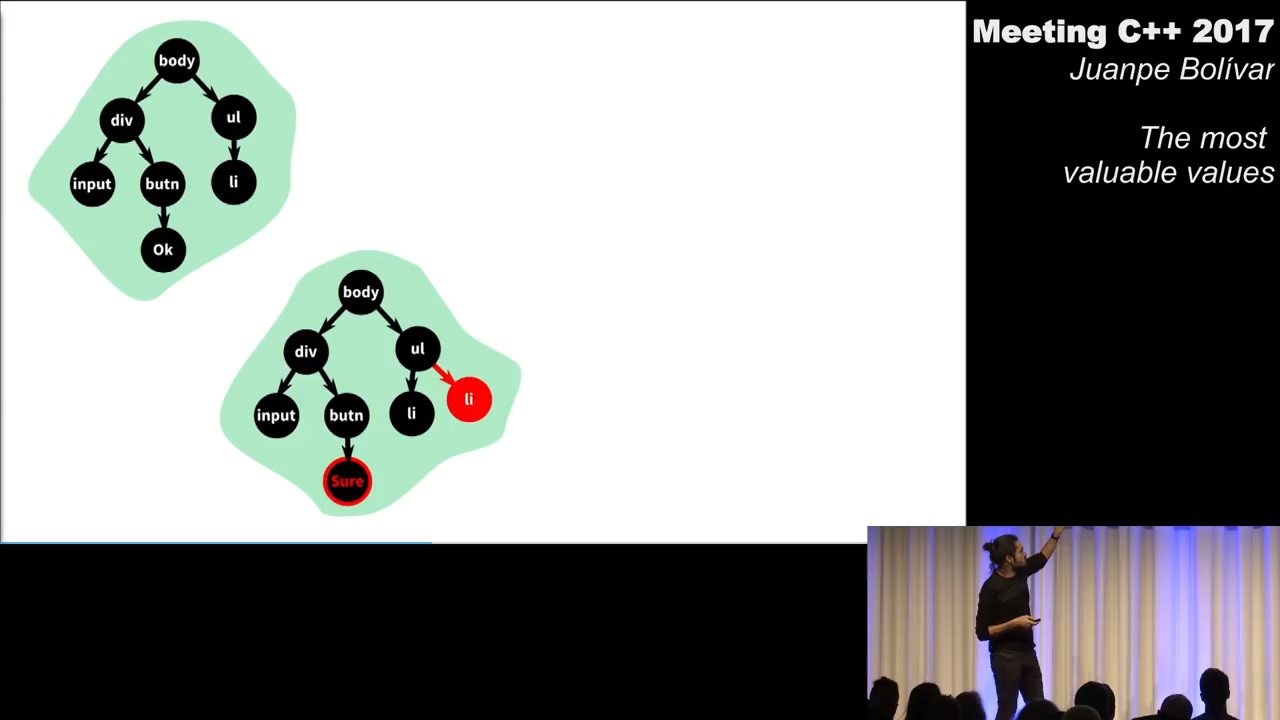 body
div
ul
input
butn
li
Ok
body
div
ul
input
butn
li
li
Sure
Meeting C++ 2017
Juanpe Bolívar
The most
valuable values